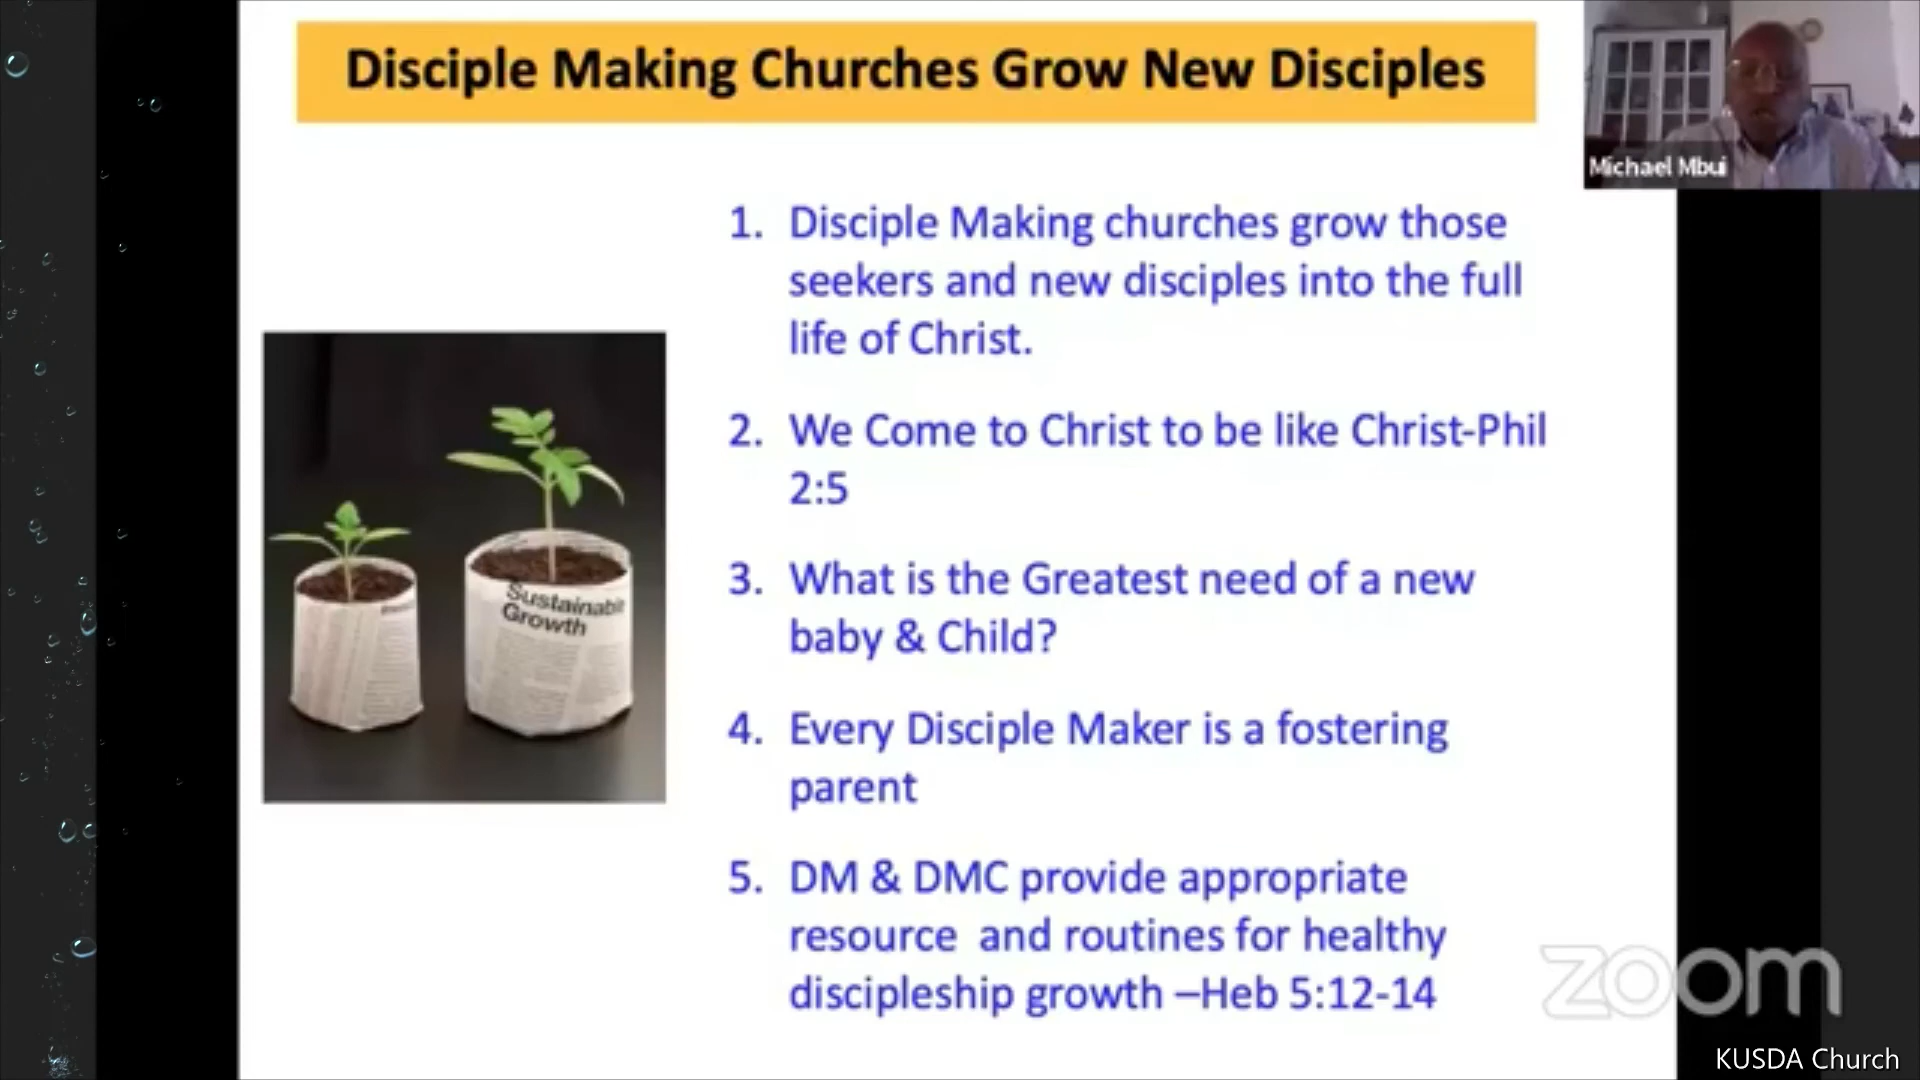 Disciple Making Churches Grow New Disciples
Michael Mbui
1. Disciple Making churches grow those
seekers and new disciples into the full
life of Christ.
2. We Come to Christ to be like Christ-Phil
2:5
3. What is the Greatest need of a new
baby & Child?
4. Every Disciple Maker is a fostering
parent
5. DM & DMC provide appropriate
resource and routines for healthy
discipleship growth –Heb 5:12-14
Sustainable
Growth
zoom
KUSDA Church